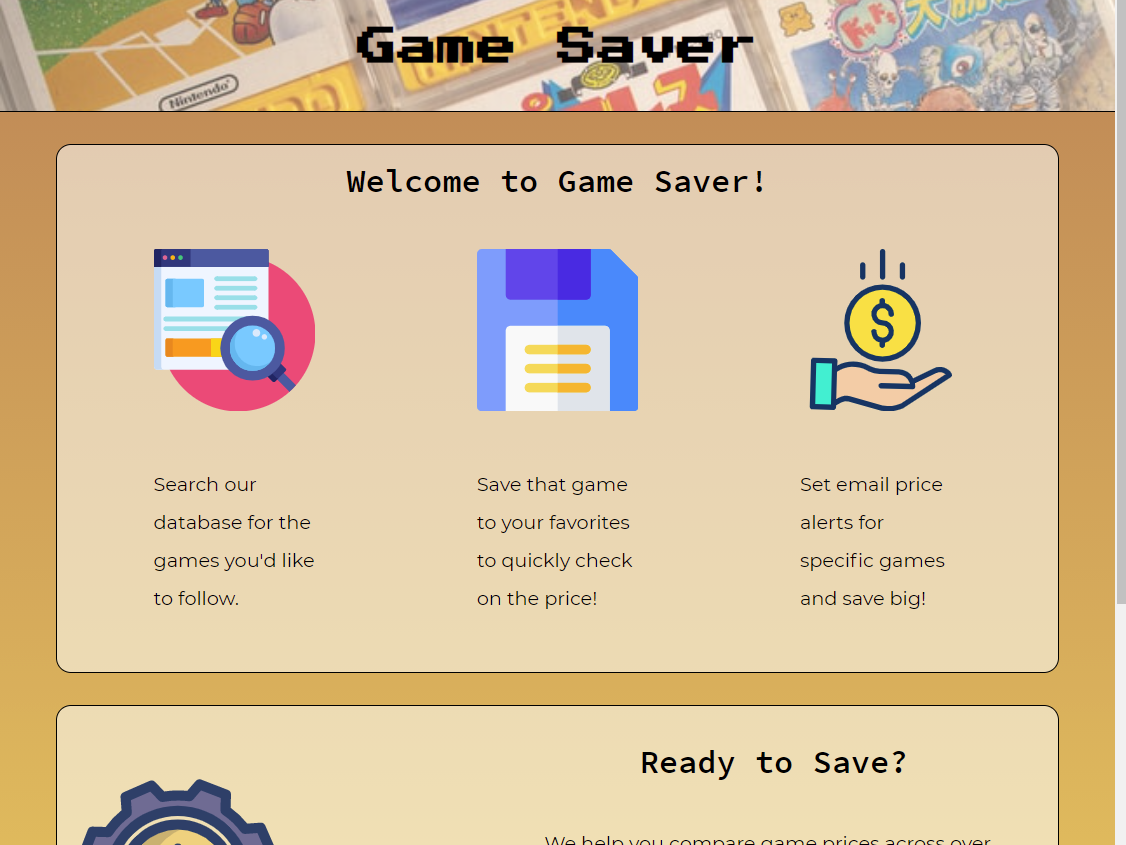 Game Saver
Nintendo
Welcome to Game Saver!
Search our
database for the
games you'd like
to follow.
Save that game
to your favorites
to quickly check
on the price!
Set email price
alerts for
specific games
and save big!
Ready to Save?
We help you compare game prices across over